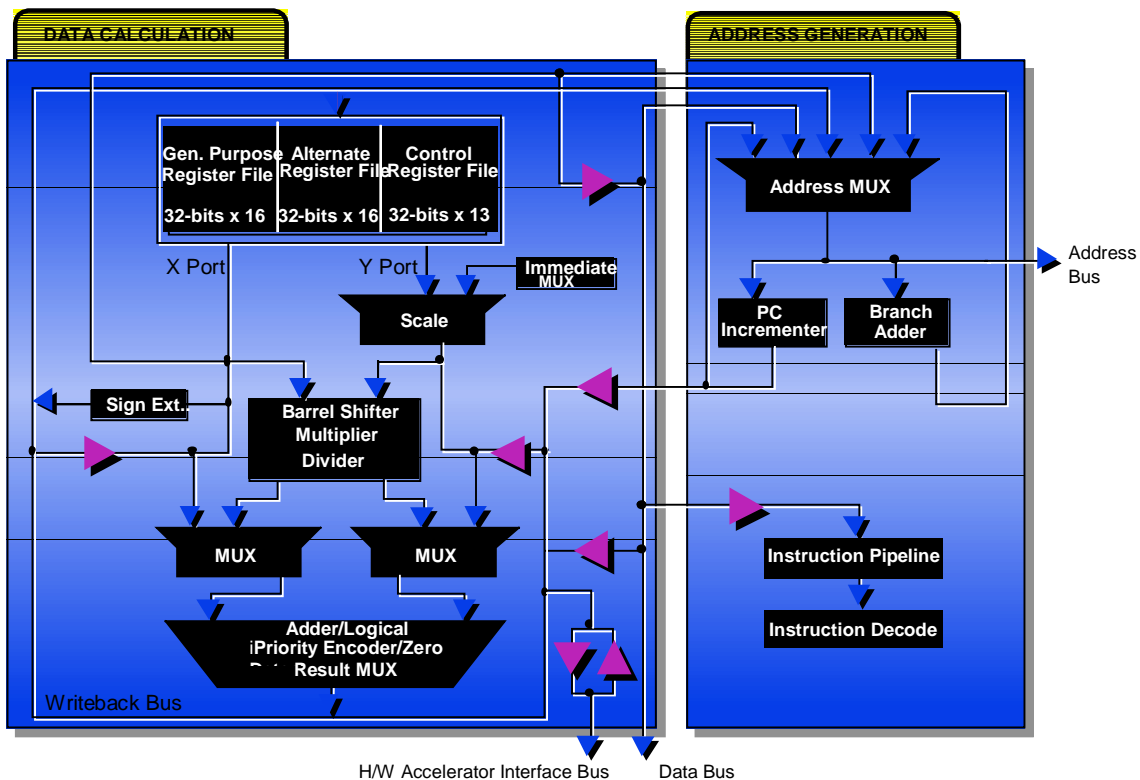 DATA CALCULATION
ADDRESS GENERATION
Gen. Purpose
Register File
32-bits x 16
Alternate
Register File
32-bits x 16
Control
Register File
32-bits x 13
Address MUX
X Port
Y Port
Immediate
MUX
Address
Bus
Scale
PC
Incrementer
Branch
Adder
Sign Ext..
Barrel Shifter
Multiplier
Divider
MUX
MUX
Instruction Pipeline
Instruction Decode
Adder/Logical
iPriority Encoder/Zero
Result MUX
Writeback Bus
H/W Accelerator Interface Bus
Data Bus